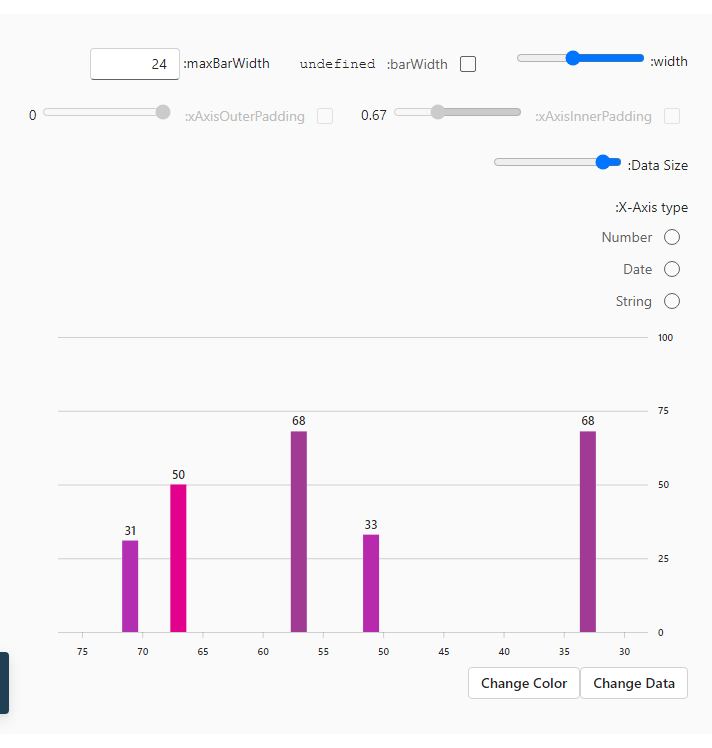 :width
:barWidth undefined
:maxBarWidth 24
:xAxisInnerPadding 0.67
:xAxisOuterPadding 0
:Data Size
:X-Axis type
Number
Date
String
100
75
50
25
0
31
50
68
33
68
75 70 65 60 55 50 45 40 35 30
Change Color Change Data